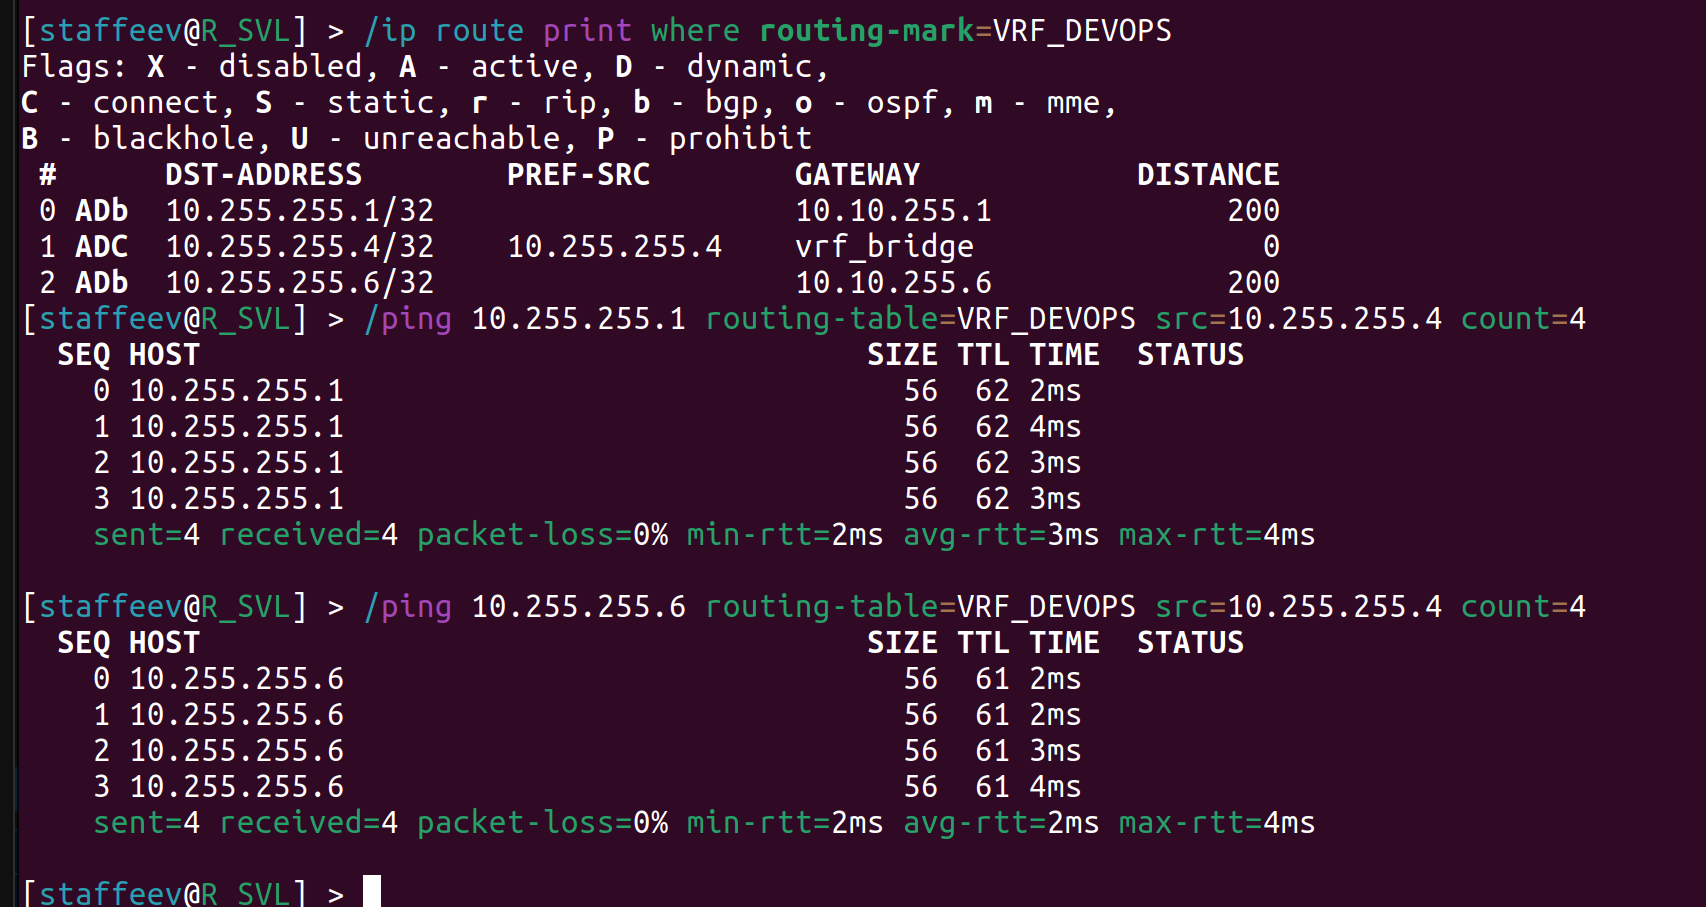 [staffeev@R_SVL] > /ip route print where routing-mark=VRF_DEVOPS
Flags: X - disabled, A - active, D - dynamic,
C - connect, S - static, r - rip, b - bgp, o - ospf, m - mme,
B - blackhole, U - unreachable, P - prohibit
 #      DST-ADDRESS        PREF-SRC        GATEWAY            DISTANCE
 0 ADb  10.255.255.1/32                    10.10.255.1             200
 1 ADC  10.255.255.4/32    10.255.255.4    vrf_bridge                0
 2 ADb  10.255.255.6/32                    10.10.255.6             200
[staffeev@R_SVL] > /ping 10.255.255.1 routing-table=VRF_DEVOPS src=10.255.255.4 count=4
  SEQ HOST                                     SIZE TTL TIME  STATUS
    0 10.255.255.1                               56  62 2ms
    1 10.255.255.1                               56  62 4ms
    2 10.255.255.1                               56  62 3ms
    3 10.255.255.1                               56  62 3ms
    sent=4 received=4 packet-loss=0% min-rtt=2ms avg-rtt=3ms max-rtt=4ms
[staffeev@R_SVL] > /ping 10.255.255.6 routing-table=VRF_DEVOPS src=10.255.255.4 count=4
  SEQ HOST                                     SIZE TTL TIME  STATUS
    0 10.255.255.6                               56  61 2ms
    1 10.255.255.6                               56  61 2ms
    2 10.255.255.6                               56  61 3ms
    3 10.255.255.6                               56  61 4ms
    sent=4 received=4 packet-loss=0% min-rtt=2ms avg-rtt=2ms max-rtt=4ms
[staffeev@R_SVL] >